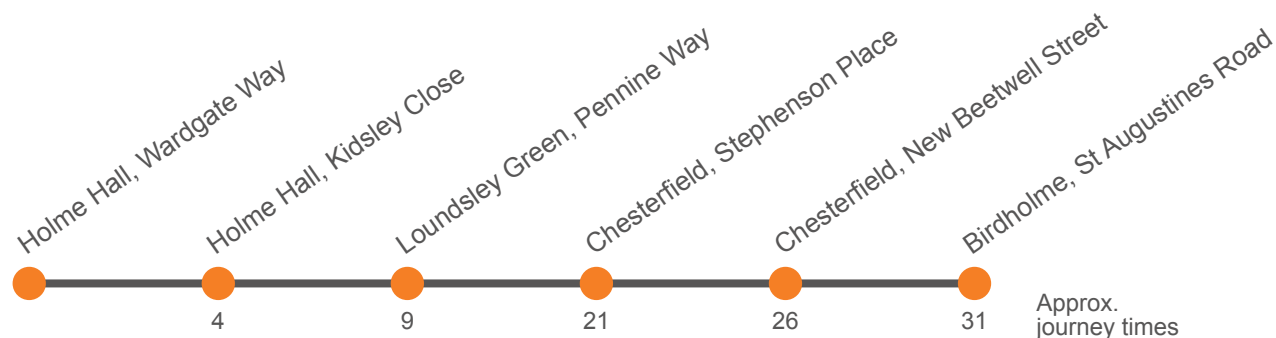 Holme Hall, Wardgate Way
Holme Hall, Kidsley Close
Loundsley Green, Pennine Way
Chesterfield, Stephenson Place
Chesterfield, New Beetwell Street
Birdholme, St Augustines Road
4
9
21
26
31
Approx.
journey times